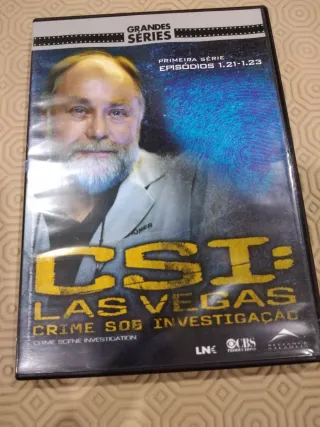 GRANDES
SÉRIES
PRIMEIRA SÉRIE
EPISÓDIOS 1.21-1.23
CSI:
LAS VEGAS
CRIME SOB INVESTIGAÇÃO
CRIME SCENE INVESTIGATION
LNK
CBS